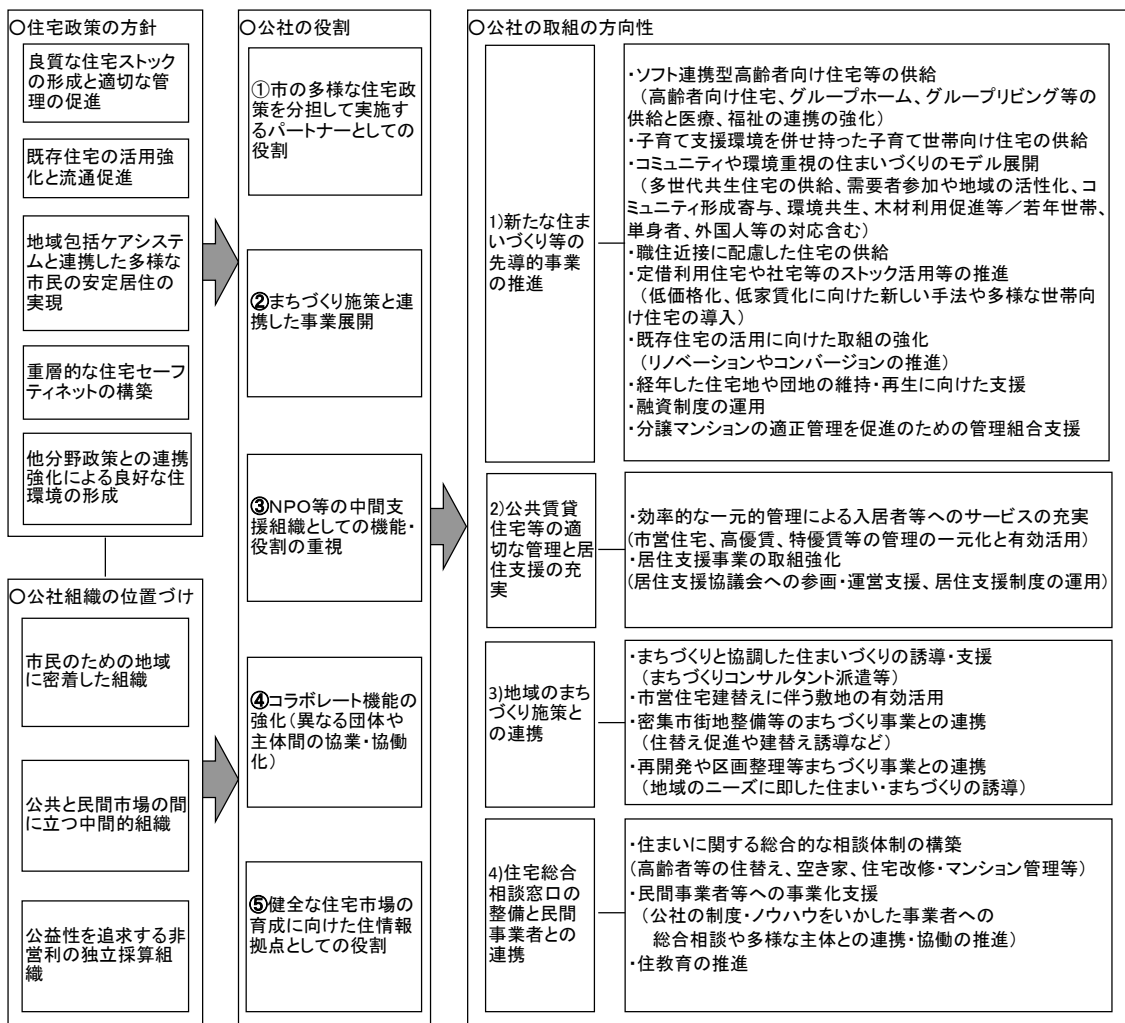 ○住宅政策の方針
良質な住宅ストック
の形成と適切な管
理の促進
既存住宅の活用強
化と流通促進
地域包括ケアシステ
ムと連携した多様な
市民の安定居住の
実現
重層的な住宅セーフ
ティネットの構築
他分野政策との連携
強化による良好な住
環境の形成
○公社組織の位置づけ
市民のための地域
に密着した組織
公共と民間市場の間
に立つ中間的組織
公益性を追求する非
営利の独立採算組
織
○公社の役割
①市の多様な住宅政
策を分担して実施す
るパートナーとしての
役割
②まちづくり施策と連
携した事業展開
③NPO等の中間支
援組織としての機能・
役割の重視
④コラボレート機能の
強化(異なる団体や
主体間の協業・協働
化)
⑤健全な住宅市場の
育成に向けた住情報
拠点としての役割
○公社の取組の方向性
1)新たな住ま
いづくり等の
先導的事業
の推進
・ソフト連携型高齢者向け住宅等の供給
(高齢者向け住宅、グループホーム、グループリビング等の
供給と医療、福祉の連携の強化)
・子育て支援環境を併せ持った子育て世帯向け住宅の供給
・コミュニティや環境重視の住まいづくりのモデル展開
(多世代共生住宅の供給、需要者参加や地域の活性化、コ
ミュニティ形成寄与、環境共生、木材利用促進等／若年世帯、
単身者、外国人等の対応含む)
・職住近接に配慮した住宅の供給
・定借利用住宅や社宅等のストック活用等の推進
(低価格化、低家賃化に向けた新しい手法や多様な世帯向
け住宅の導入)
・既存住宅の活用に向けた取組の強化
(リノベーションやコンバージョンの推進)
・経年した住宅地や団地の維持・再生に向けた支援
・融資制度の運用
・分譲マンションの適正管理を促進のための管理組合支援
2)公共賃貸
住宅等の適
切な管理と居
住支援の充
実
・効率的な一元的管理による入居者等へのサービスの充実
(市営住宅、高優賃、特優賃等の管理の一元化と有効活用)
・居住支援事業の取組強化
(居住支援協議会への参画・運営支援、居住支援制度の運用)
3)地域のまち
づくり施策と
の連携
・まちづくりと協調した住まいづくりの誘導・支援
(まちづくりコンサルタント派遣等)
・市営住宅建替えに伴う敷地の有効活用
・密集市街地整備等のまちづくり事業との連携
(住替え促進や建替え誘導など)
・再開発や区画整理等まちづくり事業との連携
(地域のニーズに即した住まい・まちづくりの誘導)
4)住宅総合
相談窓口の
整備と民間
事業者との
連携
・住まいに関する総合的な相談体制の構築
(高齢者等の住替え、空き家、住宅改修・マンション管理等)
・民間事業者等への事業化支援
(公社の制度・ノウハウをいかした事業者への
総合相談や多様な主体との連携・協働の推進)
・住教育の推進